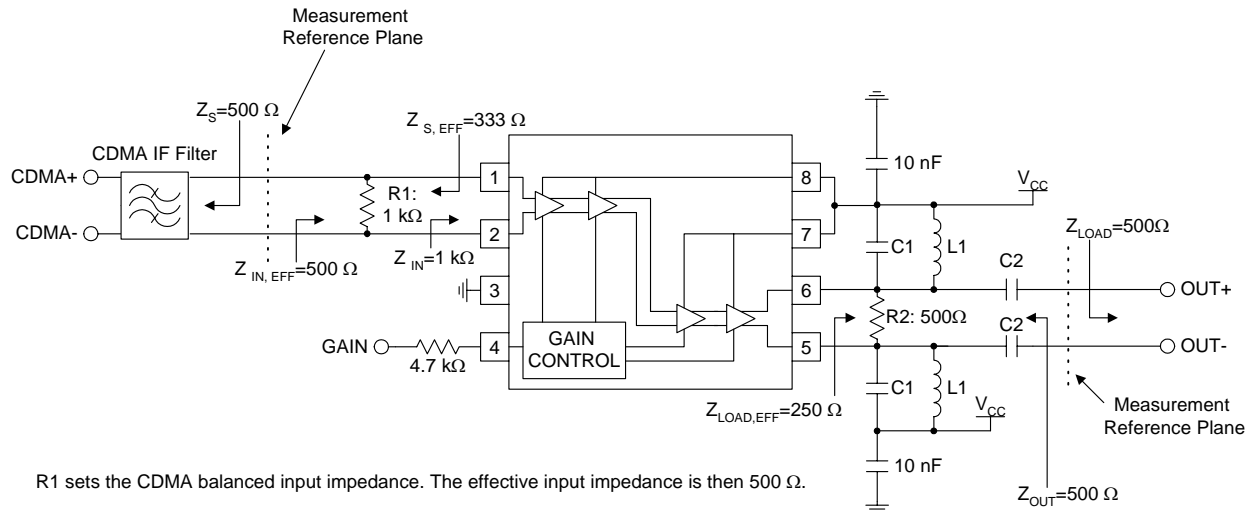 Measurement
Reference Plane
Z_S=500 Ω
Z_S, EFF=333 Ω
CDMA IF Filter
CDMA+
CDMA-
R1:
1 kΩ
Z_IN, EFF=500 Ω
Z_IN=1 kΩ
1
2
3
4
8
7
6
5
GAIN
4.7 kΩ
GAIN
CONTROL
10 nF
V_CC
C1
L1
Z_LOAD=500Ω
C2
OUT+
R2: 500Ω
C2
OUT-
C1
L1
Z_LOAD,EFF=250 Ω
V_CC
Measurement
Reference Plane
10 nF
Z_OUT=500 Ω
R1 sets the CDMA balanced input impedance. The effective input impedance is then 500 Ω.